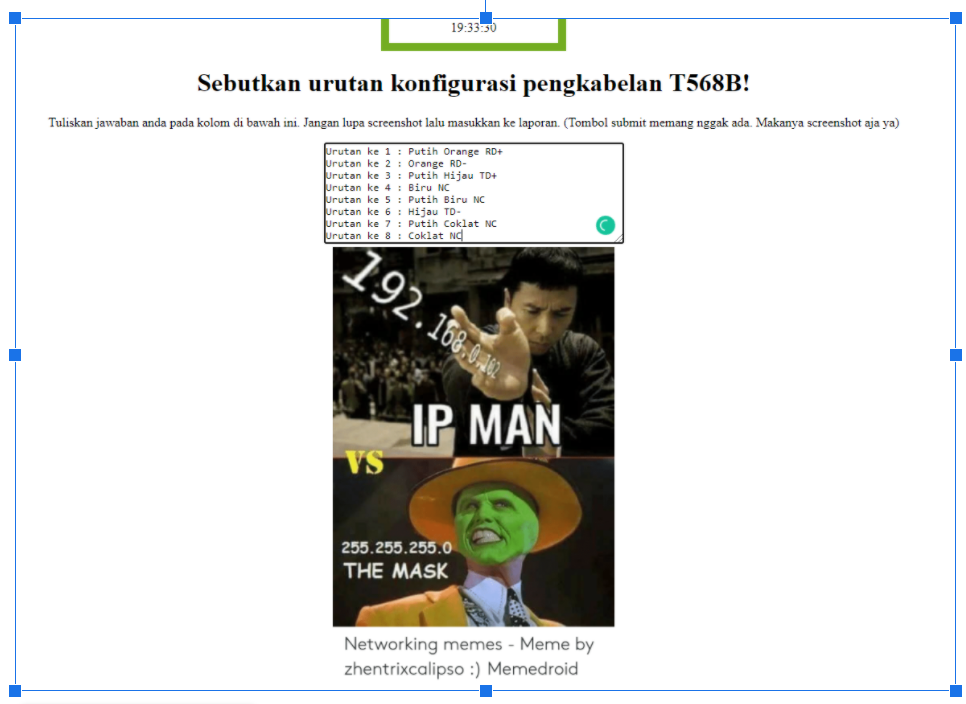 19:33:30
Sebutkan urutan konfigurasi pengkabelan T568B!
Tuliskan jawaban anda pada kolom di bawah ini. Jangan lupa screenshot lalu masukkan ke laporan. (Tombol submit memang nggak ada. Makanya screenshot aja ya)
Urutan ke 1 : Putih Orange RD+
Urutan ke 2 : Orange RD-
Urutan ke 3 : Putih Hijau TD+
Urutan ke 4 : Biru NC
Urutan ke 5 : Putih Biru NC
Urutan ke 6 : Hijau TD-
Urutan ke 7 : Putih Coklat NC
Urutan ke 8 : Coklat NC
192.168.0.102
IP MAN
VS
255.255.255.0
THE MASK
Networking memes - Meme by
zhentrixcalipso :) Memedroid